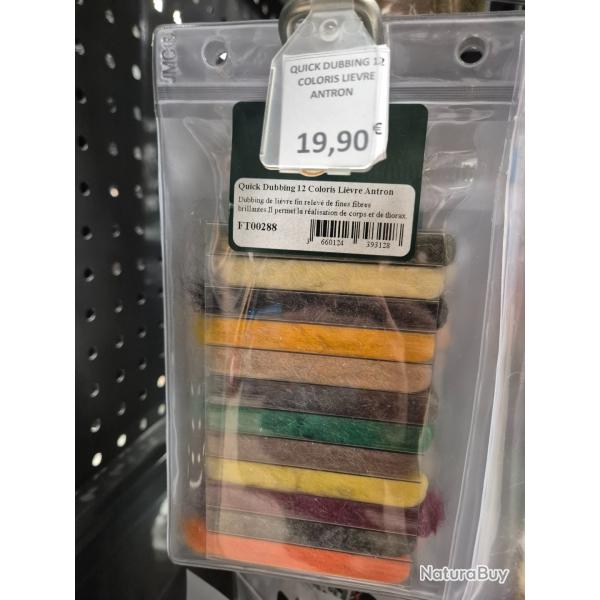 JMC®
QUICK DUBBING 12
COLORIS LIEVRE
ANTRON
19,90€
Quick Dubbing 12 Coloris Lièvre Antron
Dubbing de lièvre fin relevé de fines fibres
brillantes.Il permet la réalisation de corps et de thorax.
FT00288
3 660124 393128
NaturaBuy